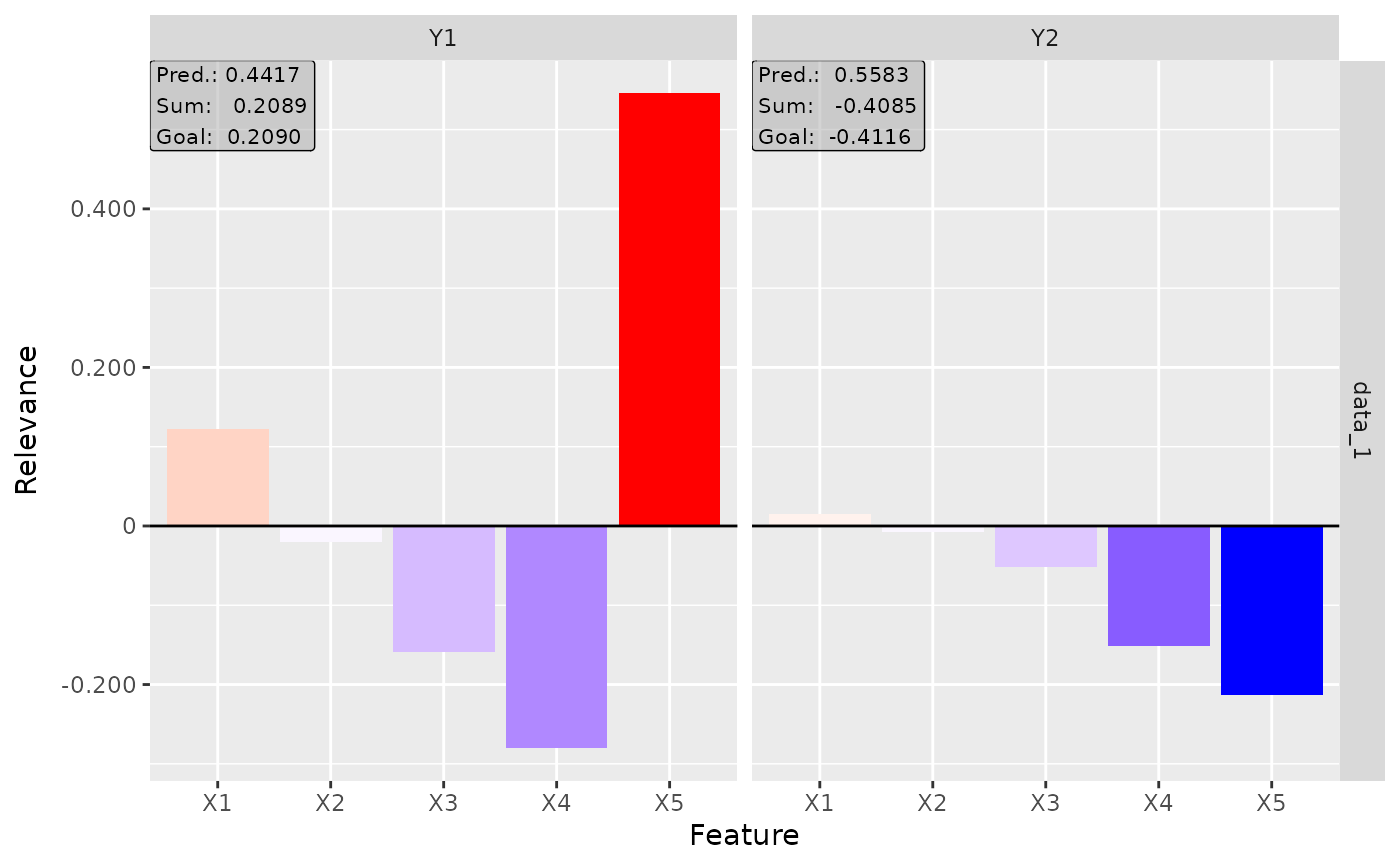 Y1
Y2
Pred.: 0.4417
Sum: 0.2089
Goal: 0.2090
Pred.: 0.5583
Sum: -0.4085
Goal: -0.4116
0.400
0.200
0
-0.200
Relevance
data_1
X1 X2 X3 X4 X5
X1 X2 X3 X4 X5
Feature